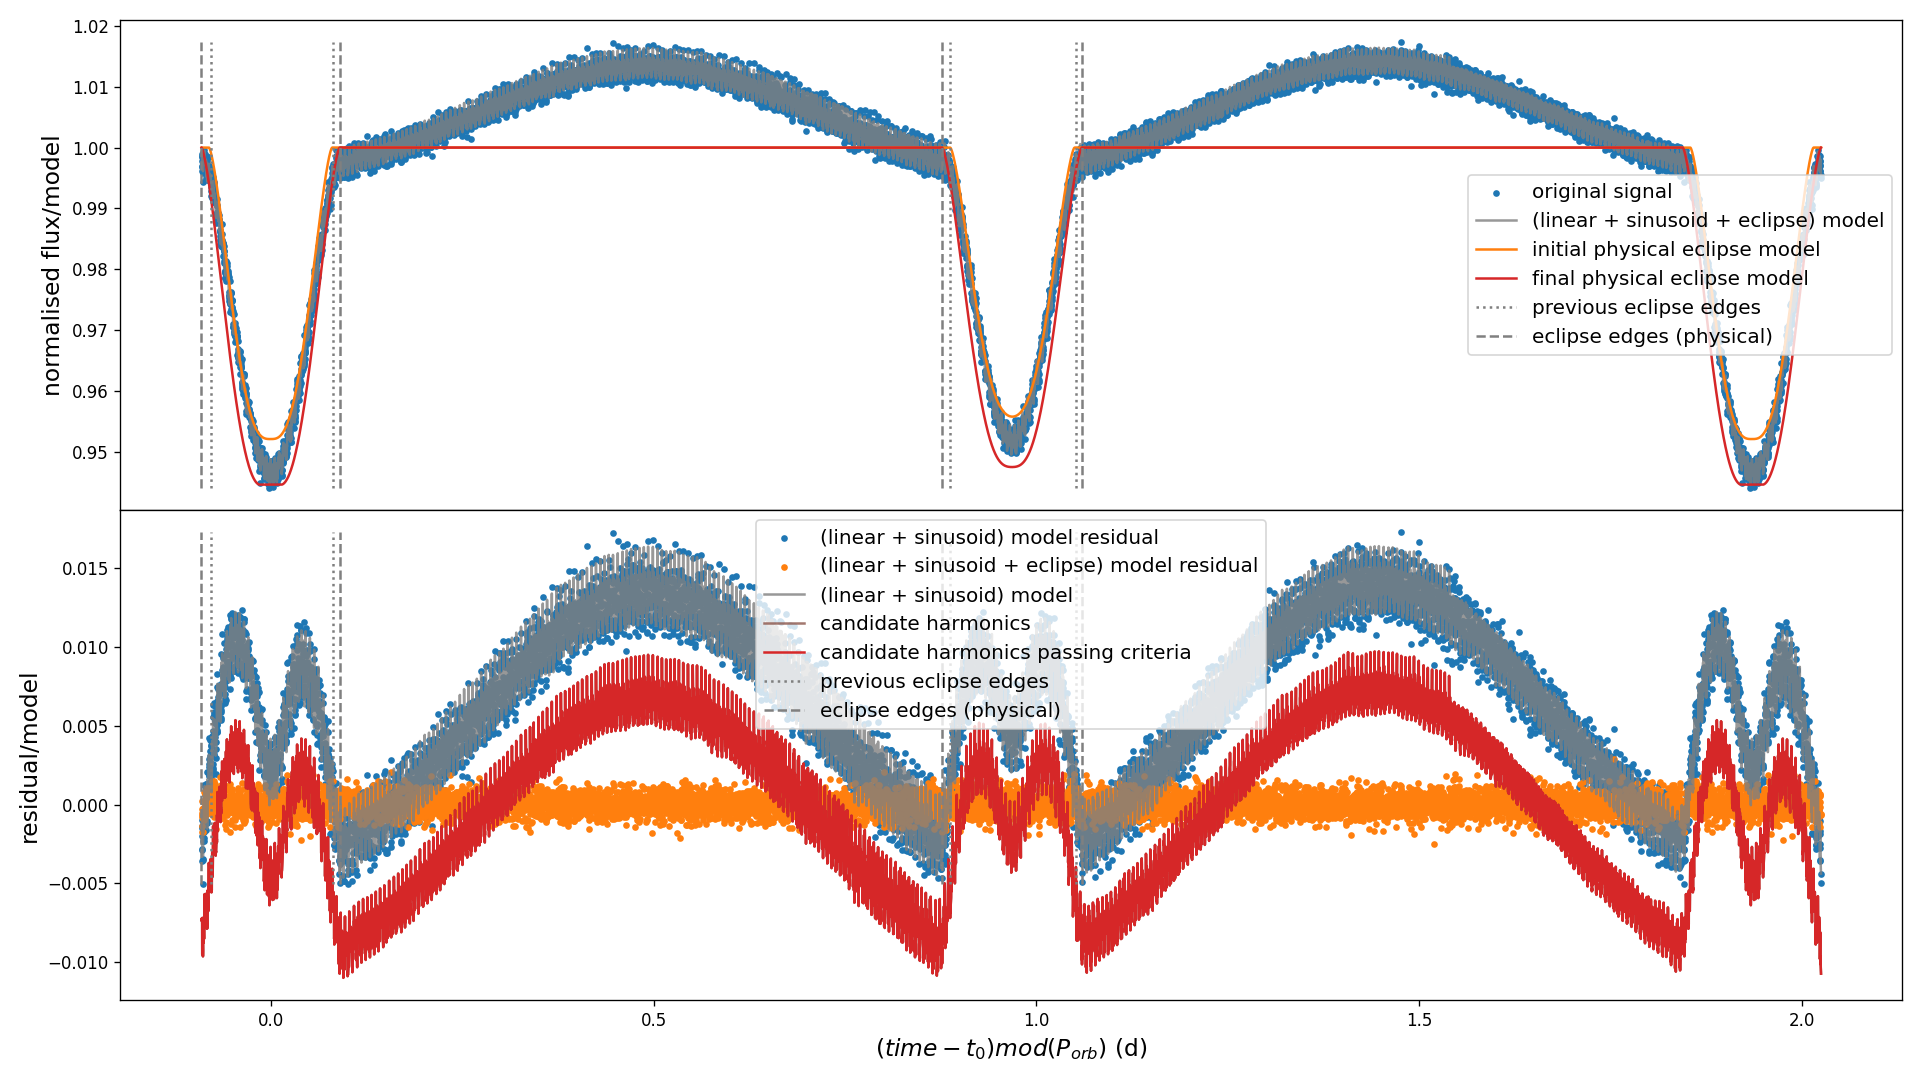 1.02
1.01
1.00
0.99
0.98
0.97
0.96
0.95
normalised flux/model
original signal
(linear + sinusoid + eclipse) model
initial physical eclipse model
final physical eclipse model
previous eclipse edges
eclipse edges (physical)
0.015
0.010
0.005
0.000
−0.005
−0.010
residual/model
(linear + sinusoid) model residual
(linear + sinusoid + eclipse) model residual
(linear + sinusoid) model
candidate harmonics
candidate harmonics passing criteria
previous eclipse edges
eclipse edges (physical)
0.0 0.5 1.0 1.5 2.0
(time − t₀)mod(P_orb) (d)